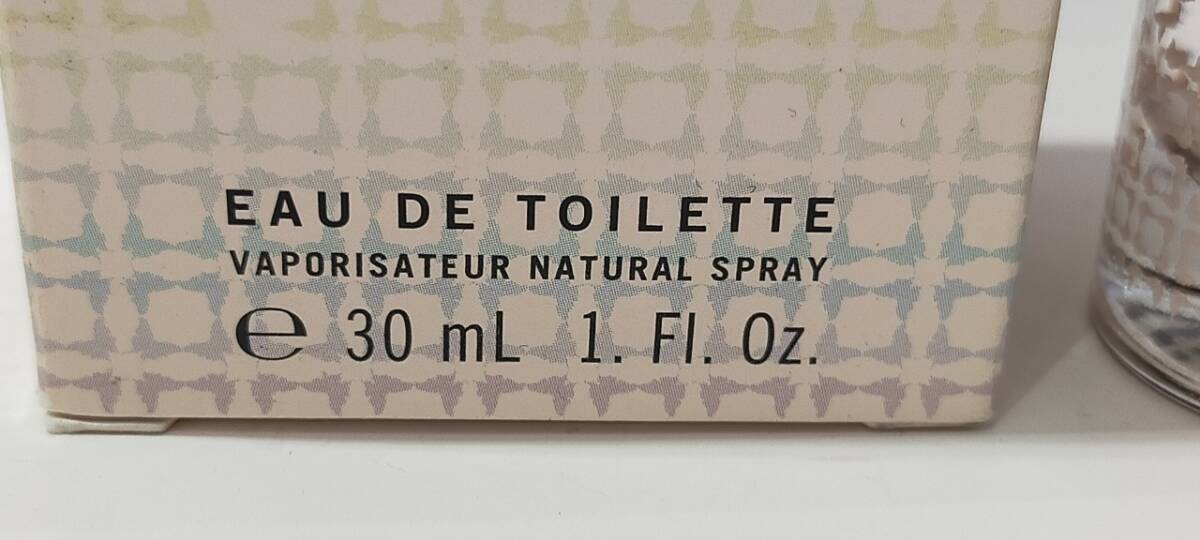 EAU DE TOILETTE
VAPORISATEUR NATURAL SPRAY
℮ 30 mL 1. Fl. Oz.